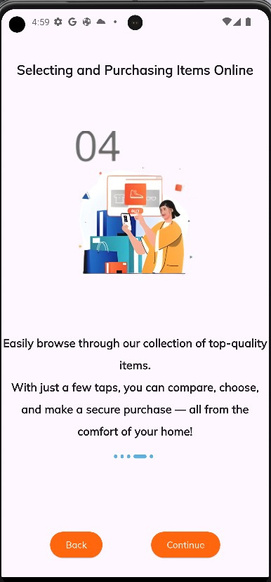 4:59
Selecting and Purchasing Items Online
04
Easily browse through our collection of top-quality
items.
With just a few taps, you can compare, choose,
and make a secure purchase — all from the
comfort of your home!
Back
Continue